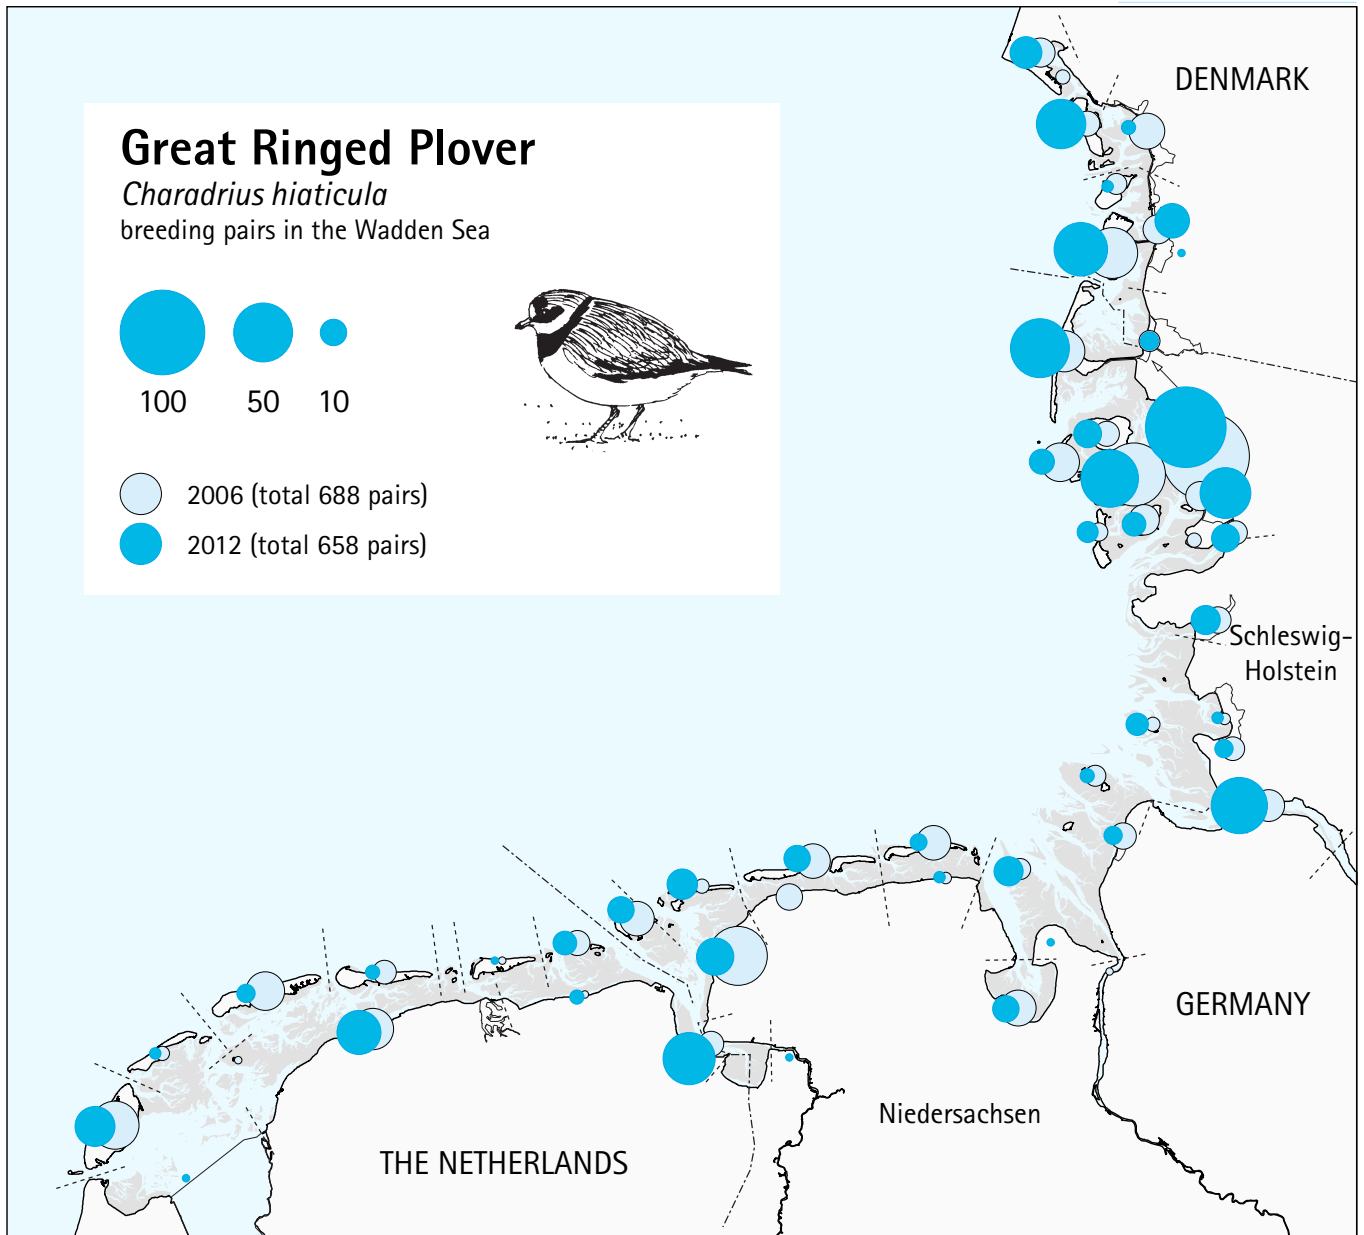 DENMARK
Great Ringed Plover
Charadrius hiaticula
breeding pairs in the Wadden Sea
100 50 10
2006 (total 688 pairs)
2012 (total 658 pairs)
Schleswig-
Holstein
GERMANY
Niedersachsen
THE NETHERLANDS